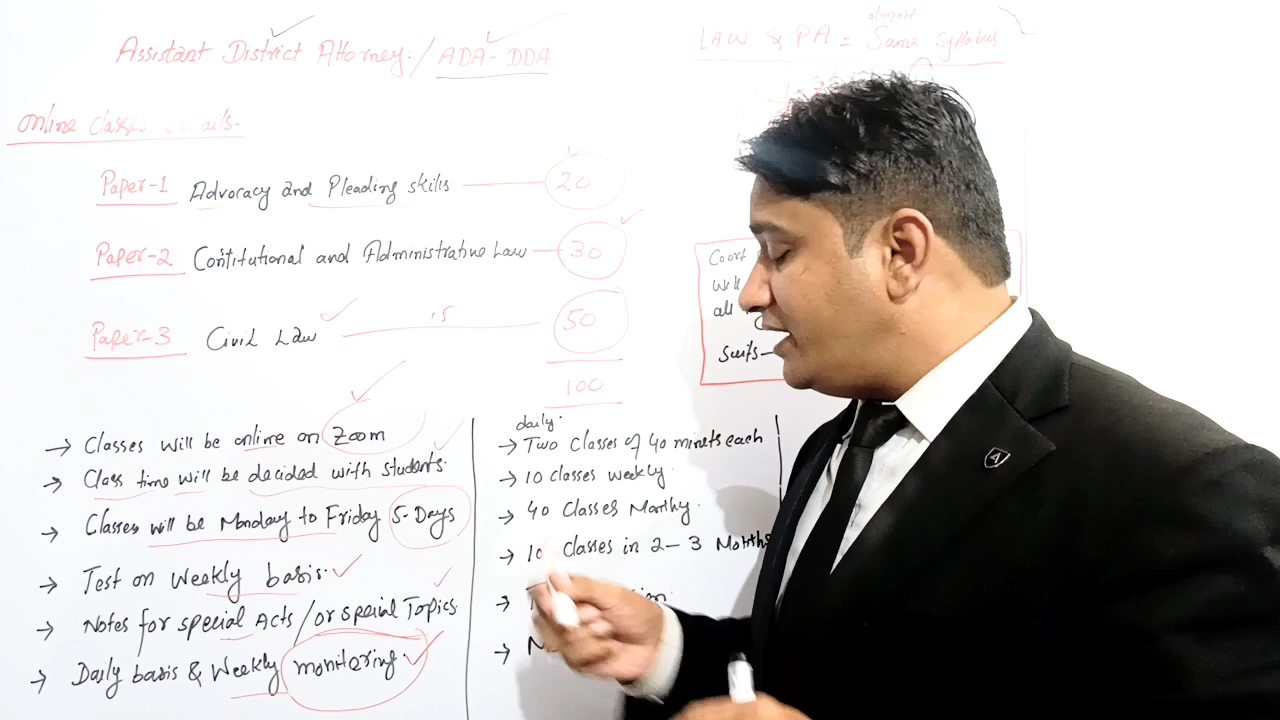 Assistant District Attorney / ADA-DDA
almost
LAW & PA = Same Syllabus
Online Classes
Paper-1 Advocacy and Pleading skills 20
Paper-2 Contitutional and Administrative Law 30
Paper-3 Civil Law 15 50
100
Court
will
all
Suits
→ Classes will be online on Zoom
→ Class time will be decided with students.
→ Classes will be Monday to Friday 5-Days
→ Test on weekly basis.
→ Notes for special Acts / or special Topics.
→ Daily basis & Weekly monitoring.
daily.
→ Two Classes of 40 minets each
→ 10 classes weekly.
→ 40 Classes Monthy.
→ Classes in 2-3 Moths
A